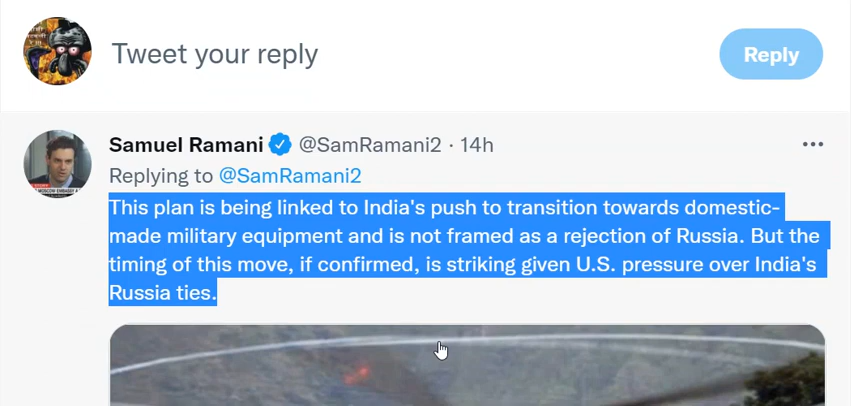 Tweet your reply
Reply
Samuel Ramani @SamRamani2 · 14h
Replying to @SamRamani2
This plan is being linked to India's push to transition towards domestic-
made military equipment and is not framed as a rejection of Russia. But the
timing of this move, if confirmed, is striking given U.S. pressure over India's
Russia ties.